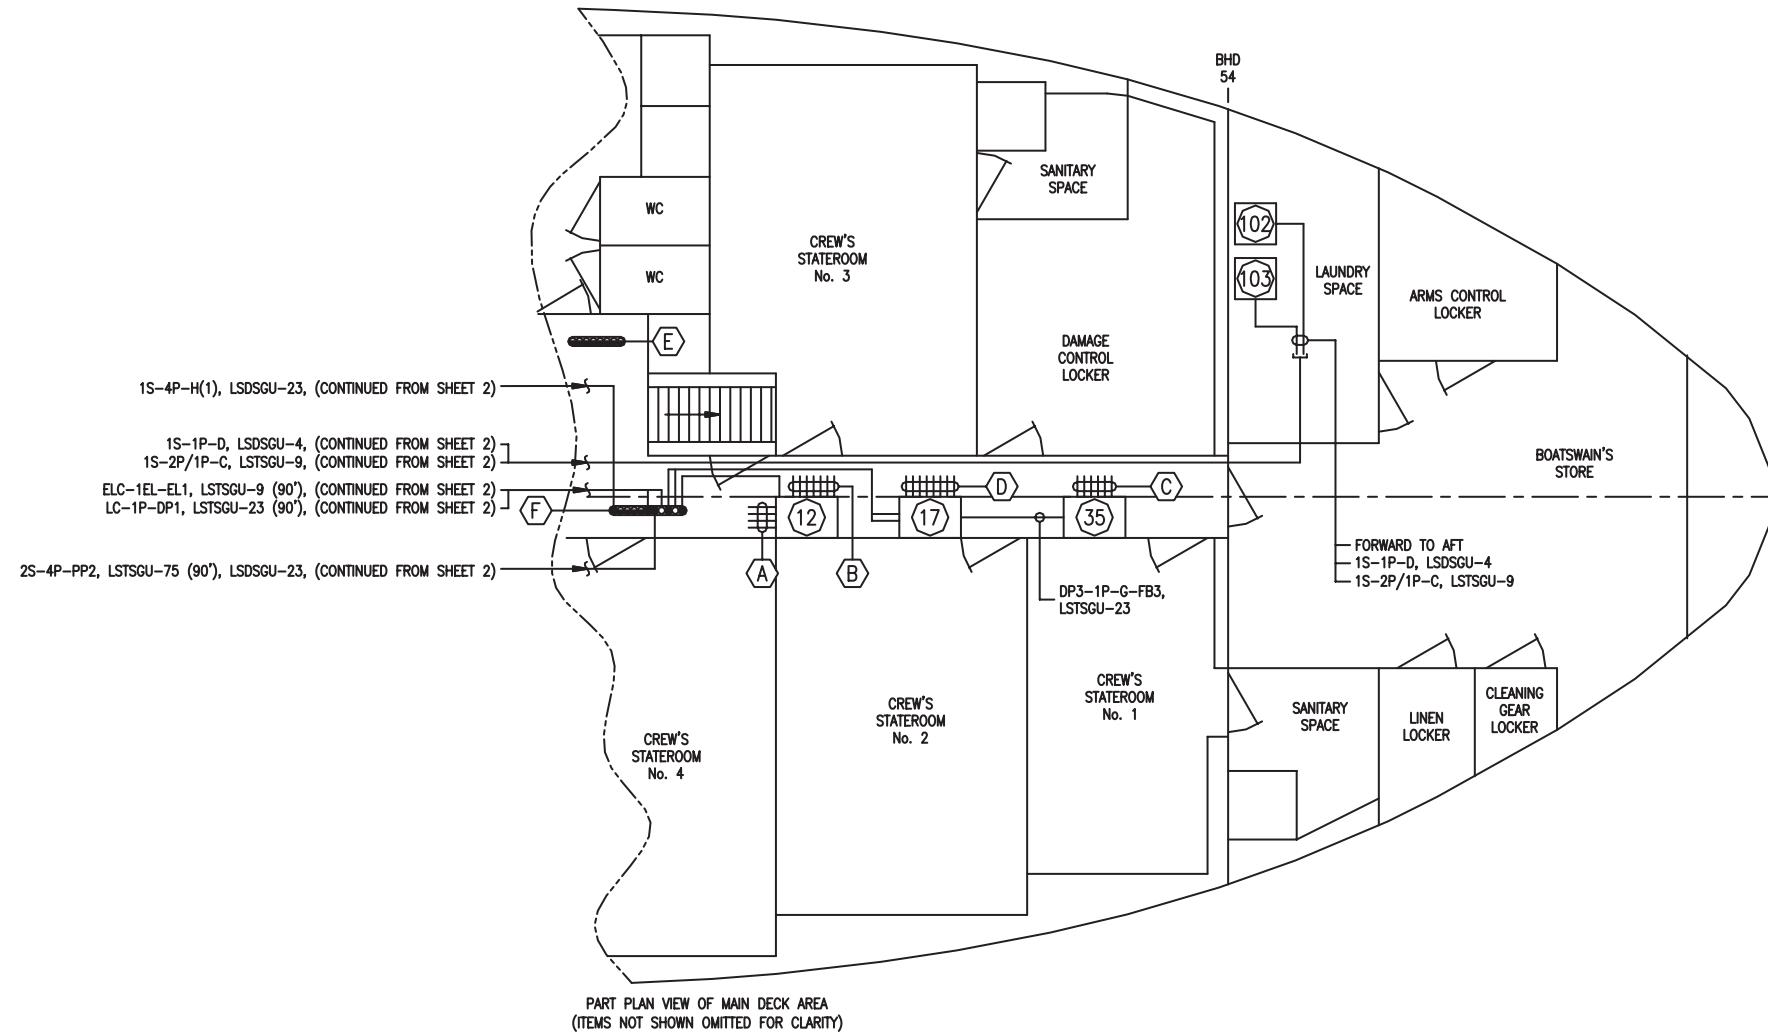 BHD
54
SANITARY
SPACE
WC
CREW'S
STATEROOM
No. 3
102
WC
103
LAUNDRY
SPACE
ARMS CONTROL
LOCKER
E
DAMAGE
CONTROL
LOCKER
1S-4P-H(1), LSDSGU-23, (CONTINUED FROM SHEET 2)
1S-1P-D, LSDSGU-4, (CONTINUED FROM SHEET 2)
1S-2P/1P-C, LSTSGU-9, (CONTINUED FROM SHEET 2)
BOATSWAIN'S
STORE
ELC-1EL-EL1, LSTSGU-9 (90'), (CONTINUED FROM SHEET 2)
LC-1P-DP1, LSTSGU-23 (90'), (CONTINUED FROM SHEET 2)
D
C
F
12
17
35
2S-4P-PP2, LSTSGU-75 (90'), LSDSGU-23, (CONTINUED FROM SHEET 2)
A
B
FORWARD TO AFT
1S-1P-D, LSDSGU-4
1S-2P/1P-C, LSTSGU-9
DP3-1P-G-FB3,
LSTSGU-23
CREW'S
STATEROOM
No. 4
CREW'S
STATEROOM
No. 2
CREW'S
STATEROOM
No. 1
SANITARY
SPACE
LINEN
LOCKER
CLEANING
GEAR
LOCKER
PART PLAN VIEW OF MAIN DECK AREA
(ITEMS NOT SHOWN OMITTED FOR CLARITY)